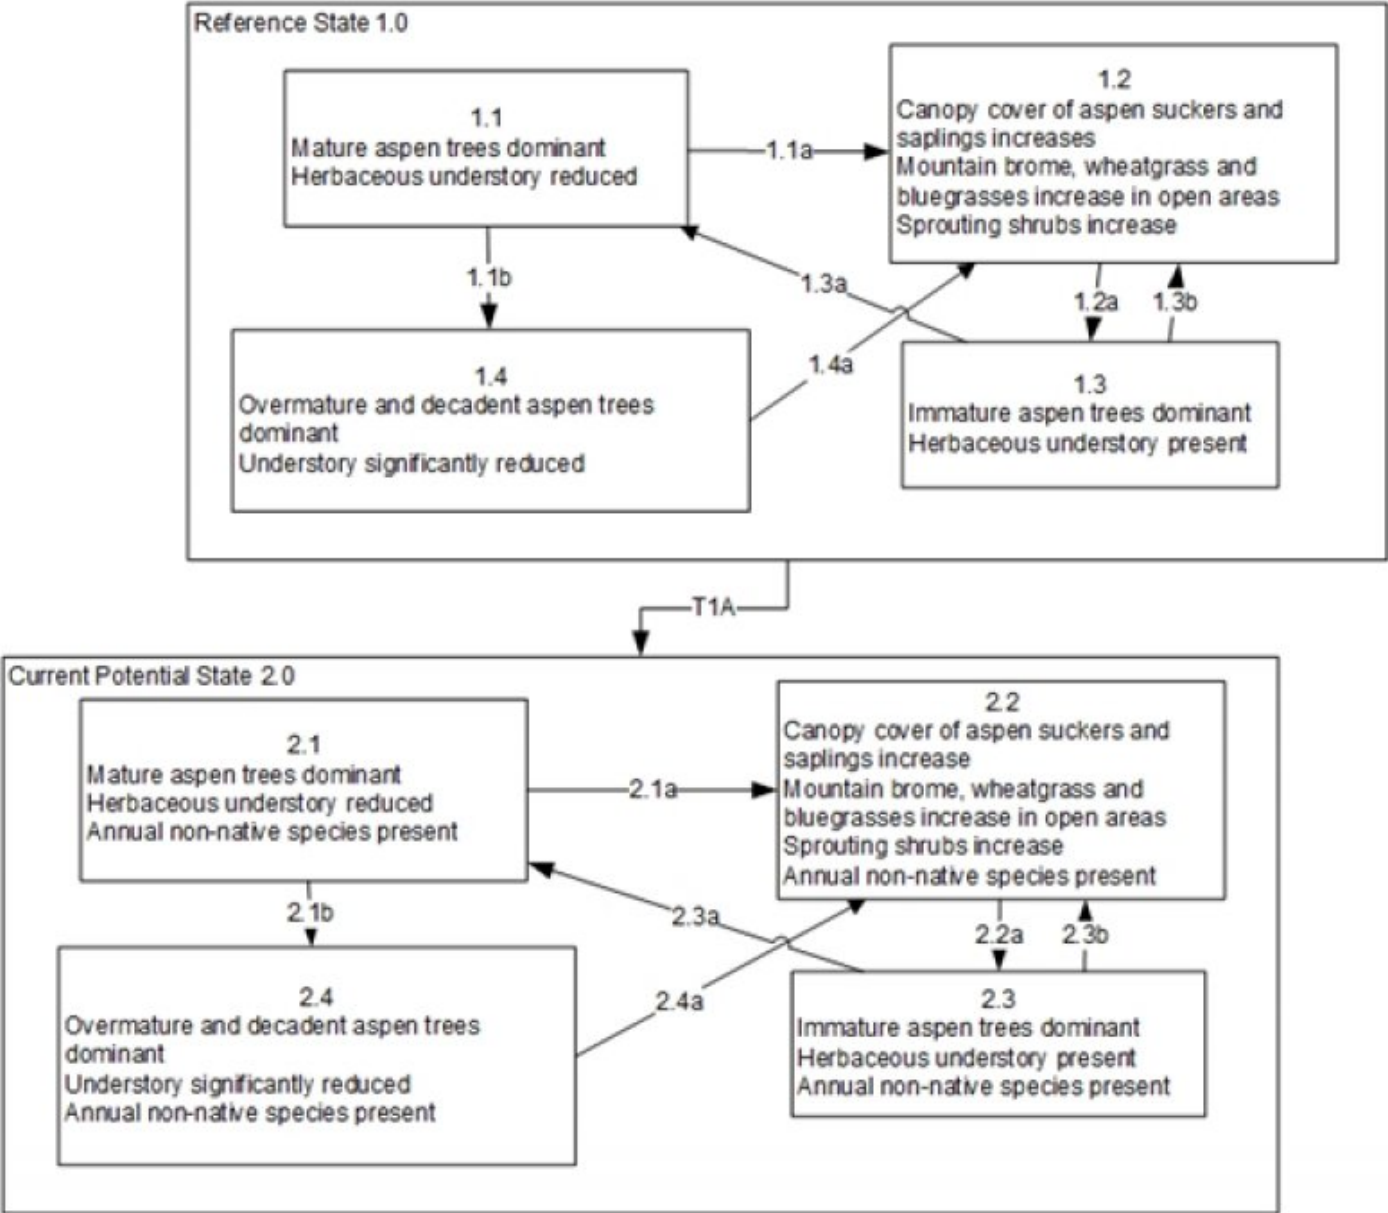 Reference State 1.0
1.1
Mature aspen trees dominant
Herbaceous understory reduced
1.1a
1.2
Canopy cover of aspen suckers and
saplings increases
Mountain brome, wheatgrass and
bluegrasses increase in open areas
Sprouting shrubs increase
1.1b
1.3a
1.2a
1.3b
1.4a
1.4
Overmature and decadent aspen trees
dominant
Understory significantly reduced
1.3
Immature aspen trees dominant
Herbaceous understory present
T1A
Current Potential State 2.0
2.1
Mature aspen trees dominant
Herbaceous understory reduced
Annual non-native species present
2.1a
2.2
Canopy cover of aspen suckers and
saplings increase
Mountain brome, wheatgrass and
bluegrasses increase in open areas
Sprouting shrubs increase
Annual non-native species present
2.1b
2.3a
2.2a
2.3b
2.4a
2.4
Overmature and decadent aspen trees
dominant
Understory significantly reduced
Annual non-native species present
2.3
Immature aspen trees dominant
Herbaceous understory present
Annual non-native species present